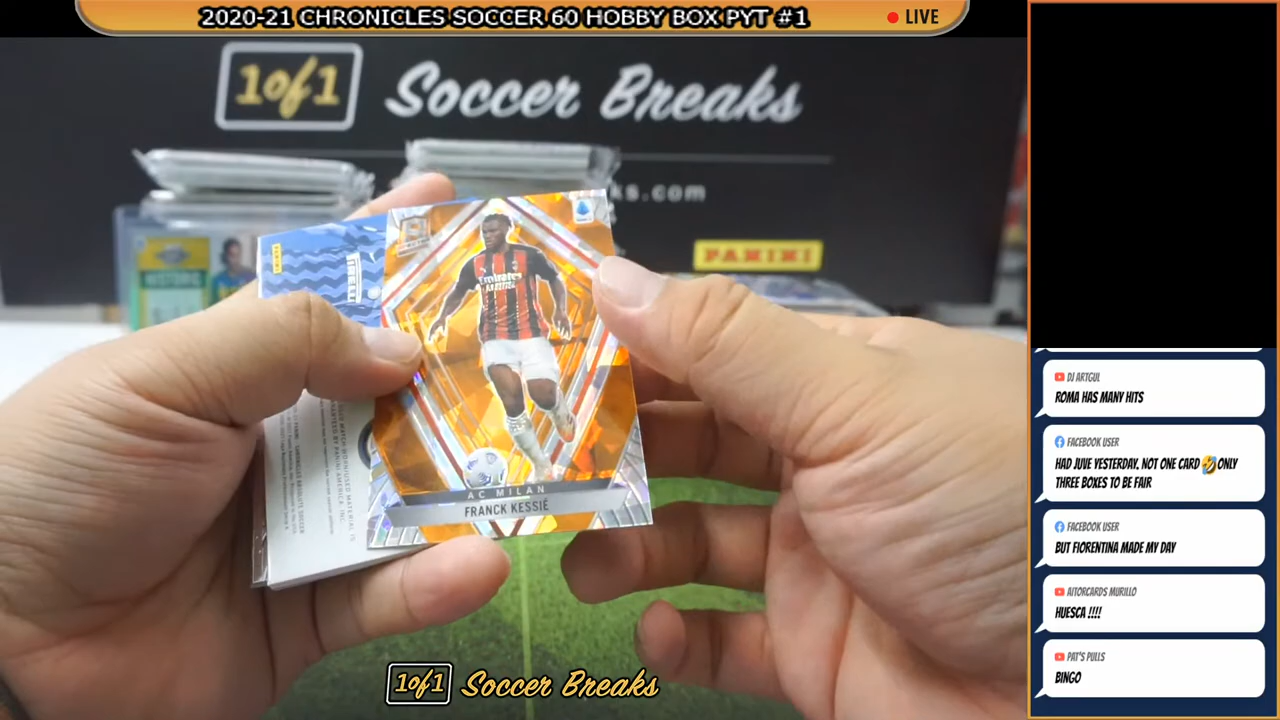 2020-21 CHRONICLES SOCCER 60 HOBBY BOX PYT #1
LIVE
1of1 Soccer Breaks
ks.com
PANINI
Emirates
AC MILAN
FRANCK KESSIÉ
1of1 Soccer Breaks
DJ ARTGUL
ROMA HAS MANY HITS
FACEBOOK USER
HAD JUVE YESTERDAY. NOT ONE CARD🤣ONLY
THREE BOXES TO BE FAIR
FACEBOOK USER
BUT FIORENTINA MADE MY DAY
AITORCARDS MURILLO
HUESCA !!!!
PAT'S PULLS
BINGO